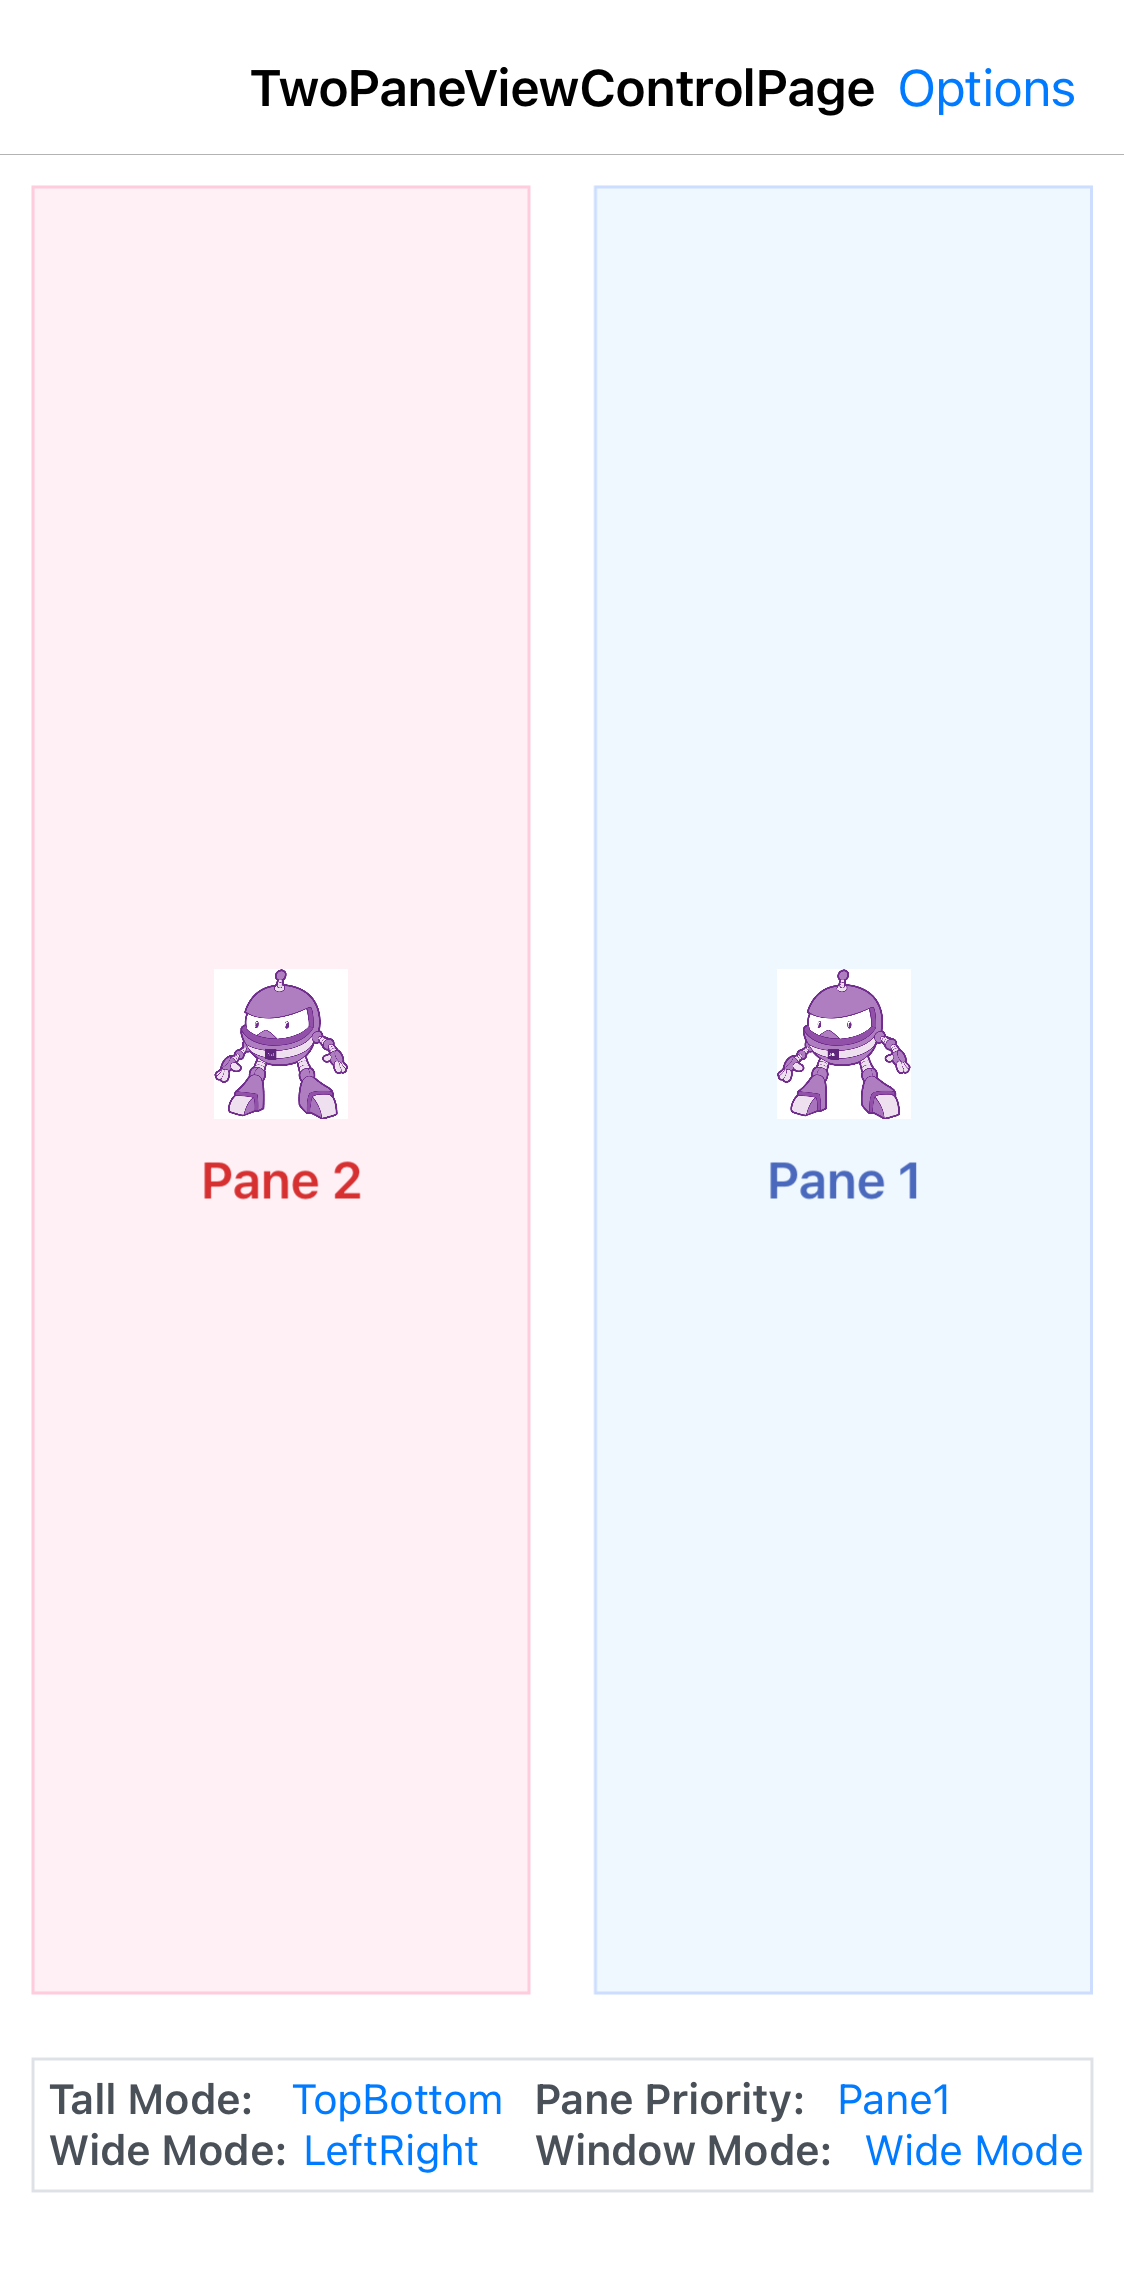 TwoPaneViewControlPage Options
Pane 2
Pane 1
Tall Mode: TopBottom Pane Priority: Pane1
Wide Mode: LeftRight Window Mode: Wide Mode